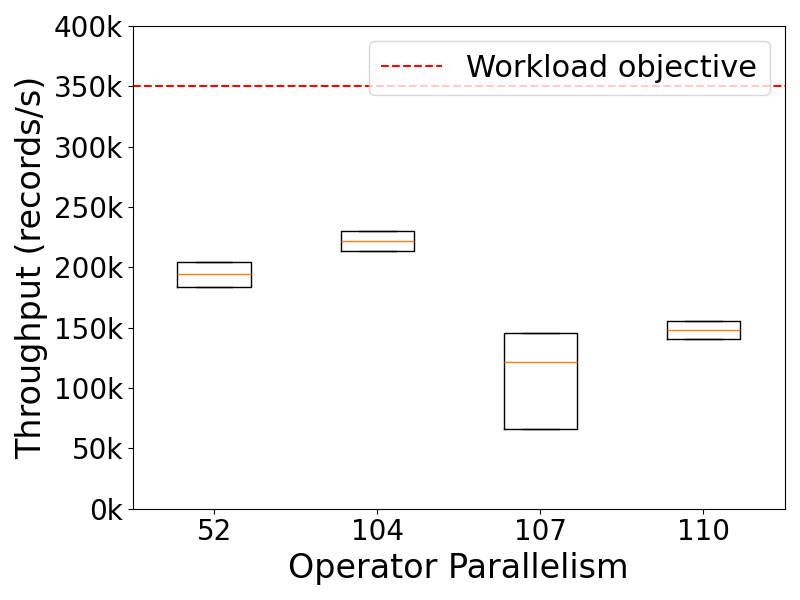 400k
350k
300k
250k
200k
150k
100k
50k
0k
Throughput (records/s)
Workload objective
52 104 107 110
Operator Parallelism